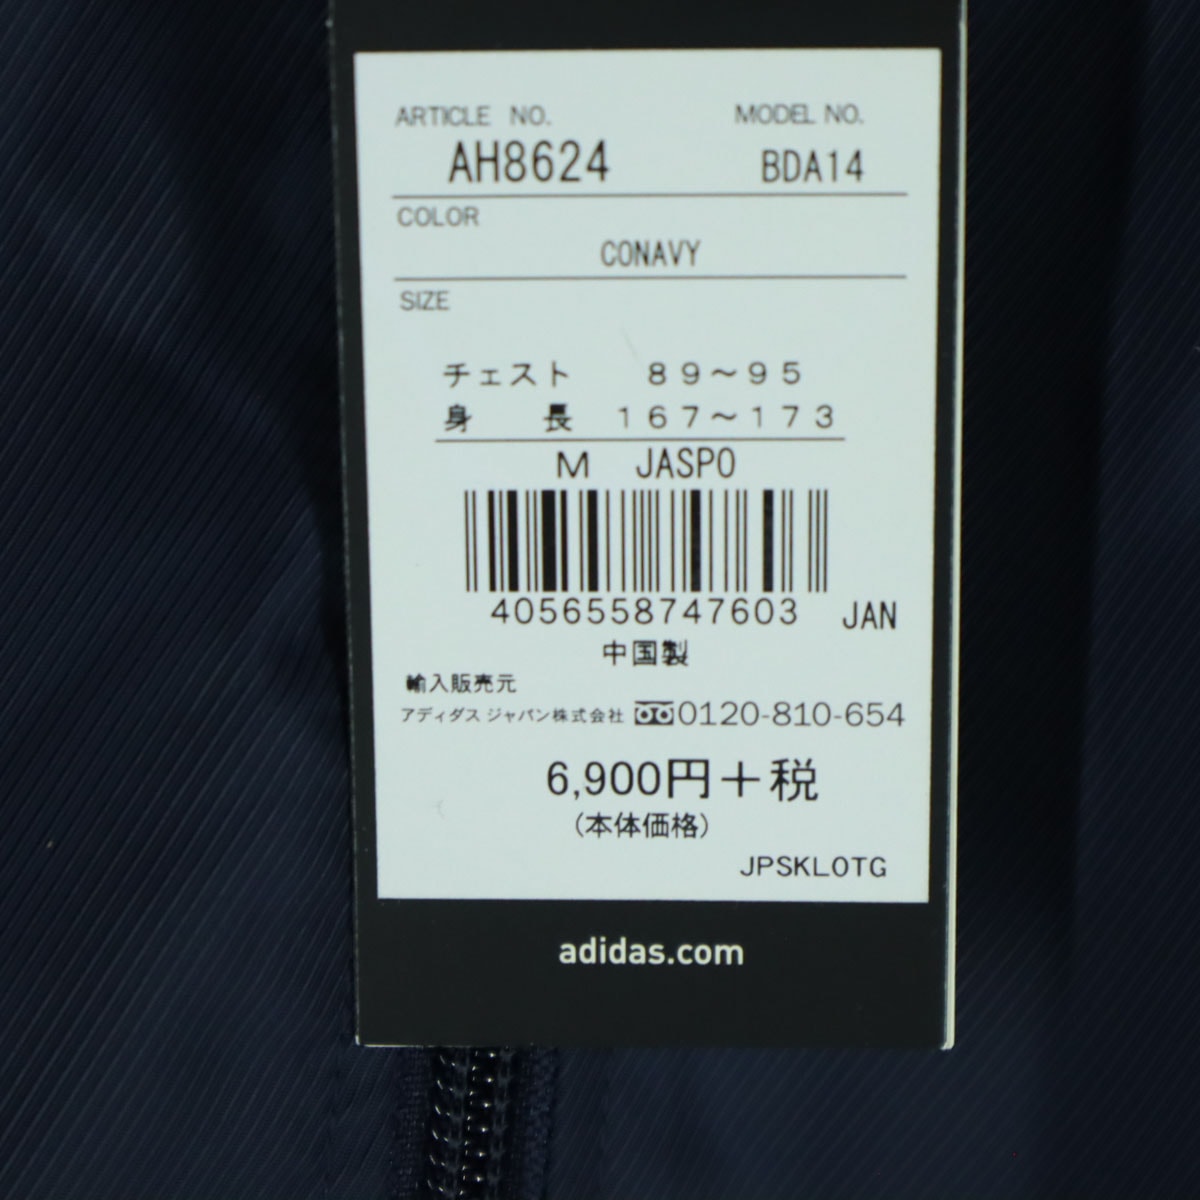 ARTICLE NO. MODEL NO.
AH8624 BDA14
COLOR
CONAVY
SIZE
チェスト 89～95
身 長 167～173
M JASPO
4056558747603 JAN
中国製
輸入販売元
アディダス ジャパン株式会社 0120-810-654
6,900円＋税
(本体価格)
JPSKLOTG
adidas.com